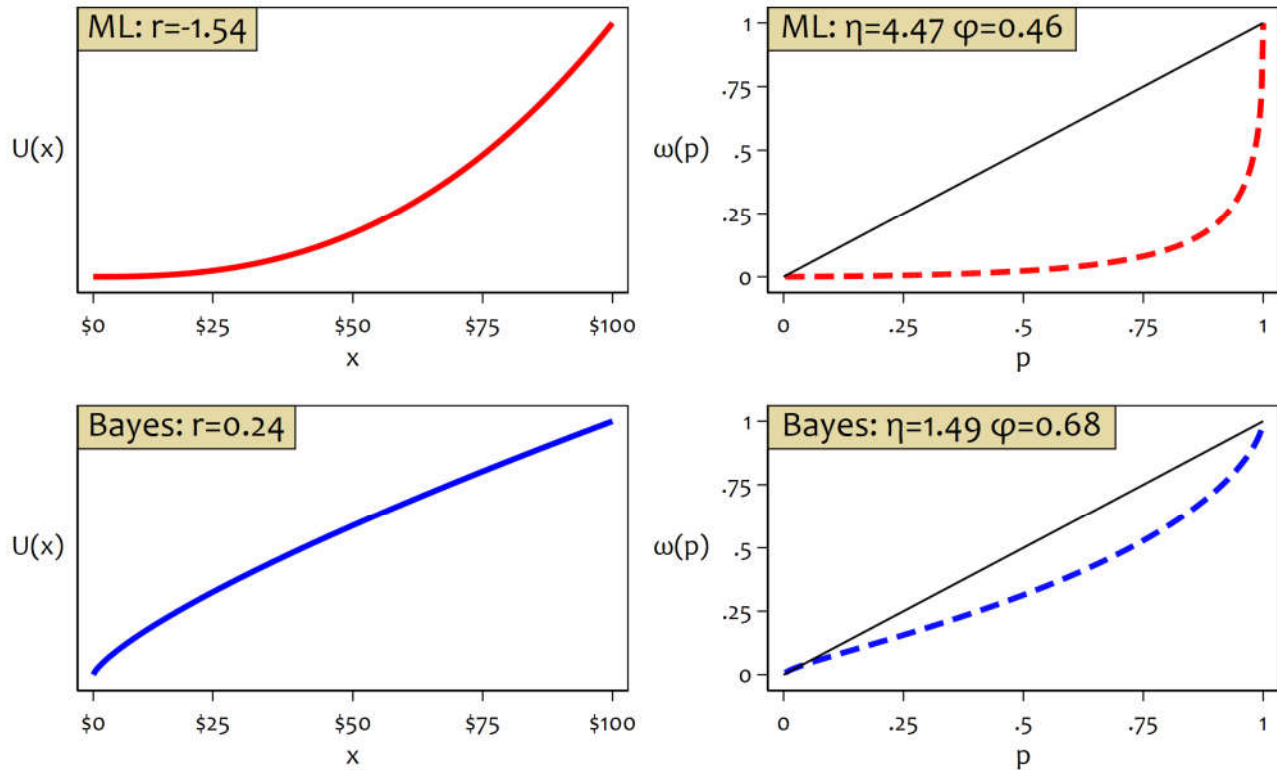 ML: r=-1.54
U(x)
$0 $25 $50 $75 $100
x
ML: η=4.47 φ=0.46
1
.75
ω(p)
.5
.25
0
0 .25 .5 .75 1
p
Bayes: r=0.24
U(x)
$0 $25 $50 $75 $100
x
Bayes: η=1.49 φ=0.68
1
.75
ω(p)
.5
.25
0
0 .25 .5 .75 1
p